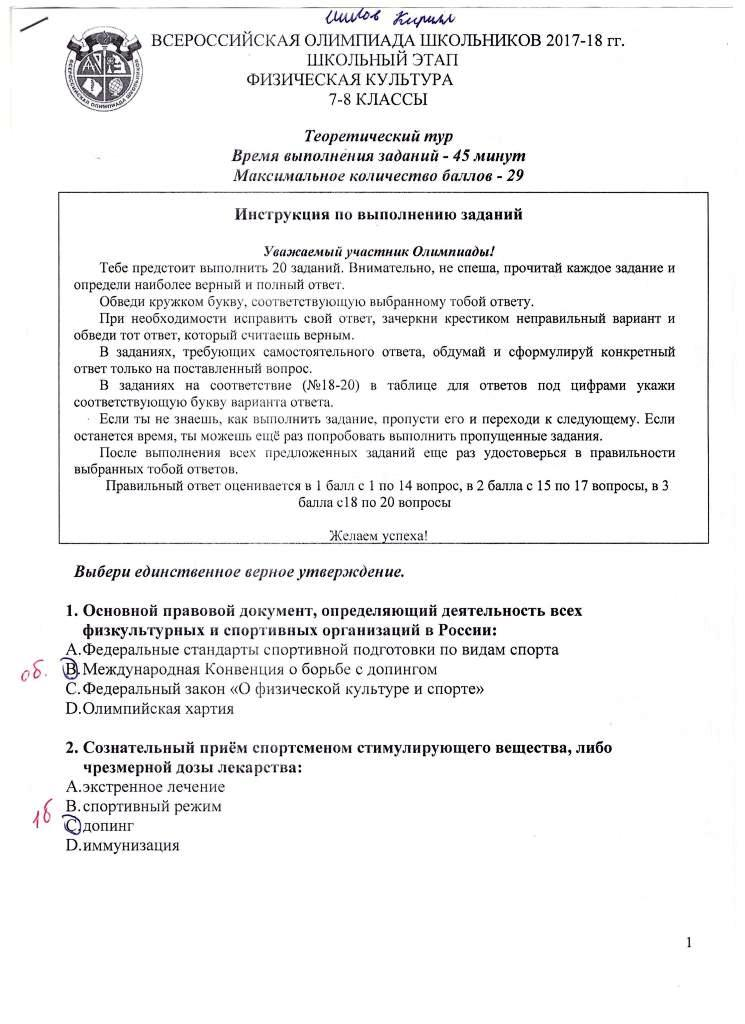 Кирилл
ВСЕРОССИЙСКАЯ ОЛИМПИАДА ШКОЛЬНИКОВ 2017-18 гг.
ШКОЛЬНЫЙ ЭТАП
ФИЗИЧЕСКАЯ КУЛЬТУРА
7-8 КЛАССЫ
ВСЕРОССИЙСКАЯ ОЛИМПИАДА ШКОЛЬНИКОВ
Теоретический тур
Время выполнения заданий - 45 минут
Максимальное количество баллов - 29
Инструкция по выполнению заданий
Уважаемый участник Олимпиады!
Тебе предстоит выполнить 20 заданий. Внимательно, не спеша, прочитай каждое задание и
определи наиболее верный и полный ответ.
Обведи кружком букву, соответствующую выбранному тобой ответу.
При необходимости исправить свой ответ, зачеркни крестиком неправильный вариант и
обведи тот ответ, который считаешь верным.
В заданиях, требующих самостоятельного ответа, обдумай и сформулируй конкретный
ответ только на поставленный вопрос.
В заданиях на соответствие (№18-20) в таблице для ответов под цифрами укажи
соответствующую букву варианта ответа.
Если ты не знаешь, как выполнить задание, пропусти его и переходи к следующему. Если
останется время, ты можешь ещё раз попробовать выполнить пропущенные задания.
После выполнения всех предложенных заданий еще раз удостоверься в правильности
выбранных тобой ответов.
Правильный ответ оценивается в 1 балл с 1 по 14 вопрос, в 2 балла с 15 по 17 вопросы, в 3
балла с18 по 20 вопросы
Желаем успеха!
Выбери единственное верное утверждение.
1. Основной правовой документ, определяющий деятельность всех
физкультурных и спортивных организаций в России:
A. Федеральные стандарты спортивной подготовки по видам спорта
0б. B. Международная Конвенция о борьбе с допингом
C. Федеральный закон «О физической культуре и спорте»
D. Олимпийская хартия
2. Сознательный приём спортсменом стимулирующего вещества, либо
чрезмерной дозы лекарства:
A. экстренное лечение
B. спортивный режим
1б C. допинг
D. иммунизация
1